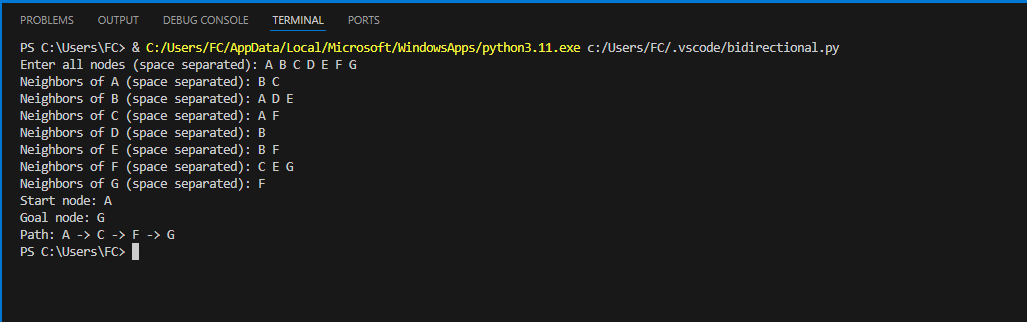 PROBLEMS OUTPUT DEBUG CONSOLE TERMINAL PORTS
PS C:\Users\FC> & C:/Users/FC/AppData/Local/Microsoft/WindowsApps/python3.11.exe c:/Users/FC/.vscode/bidirectional.py
Enter all nodes (space separated): A B C D E F G
Neighbors of A (space separated): B C
Neighbors of B (space separated): A D E
Neighbors of C (space separated): A F
Neighbors of D (space separated): B
Neighbors of E (space separated): B F
Neighbors of F (space separated): C E G
Neighbors of G (space separated): F
Start node: A
Goal node: G
Path: A -> C -> F -> G
PS C:\Users\FC>